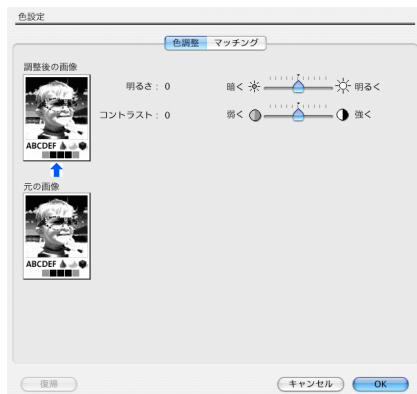 色設定
色調整 マッチング
調整後の画像
明るさ： 0 暗く 明るく
コントラスト： 0 弱く 強く
ABCDEF
元の画像
ABCDEF
復帰 キャンセル OK